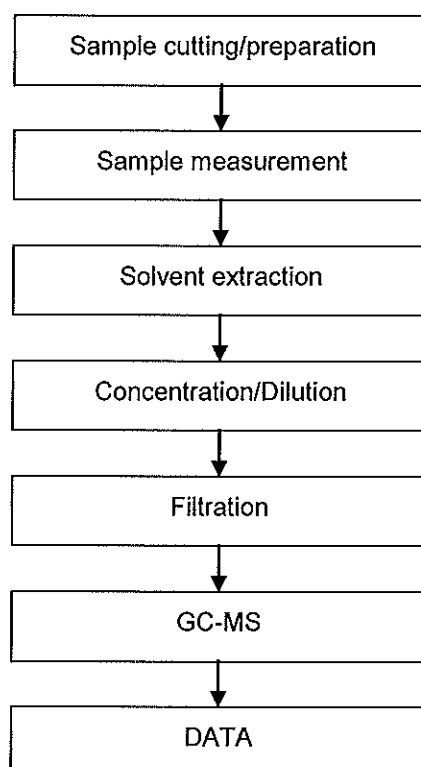 Sample cutting/preparation
Sample measurement
Solvent extraction
Concentration/Dilution
Filtration
GC-MS
DATA